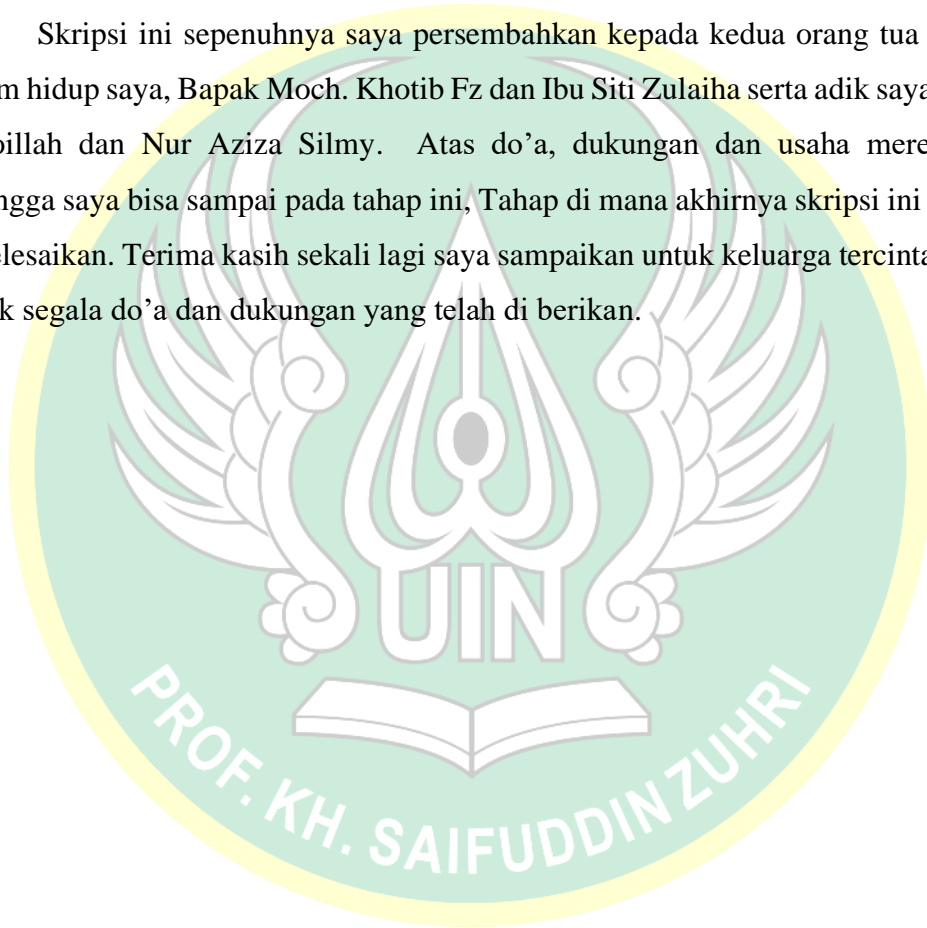 Skripsi ini sepenuhnya saya persembahkan kepada kedua orang tua
m hidup saya, Bapak Moch. Khotib Fz dan Ibu Siti Zulaiha serta adik saya
oillah dan Nur Aziza Silmy. Atas do’a, dukungan dan usaha mere
ngga saya bisa sampai pada tahap ini, Tahap di mana akhirnya skripsi ini
elesaikan. Terima kasih sekali lagi saya sampaikan untuk keluarga tercinta
k segala do’a dan dukungan yang telah di berikan.
UIN
PROF. KH. SAIFUDDIN ZUHRI